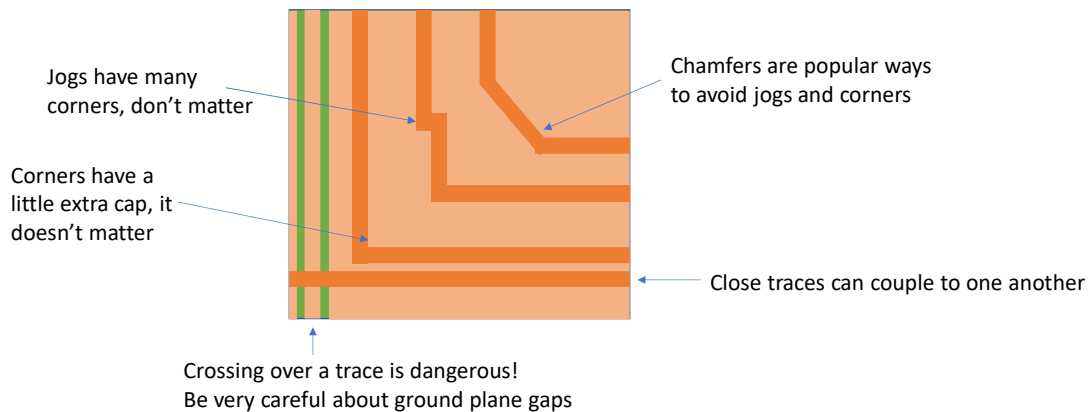 Jogs have many
corners, don't matter
Chamfers are popular ways
to avoid jogs and corners
Corners have a
little extra cap, it
doesn't matter
Close traces can couple to one another
Crossing over a trace is dangerous!
Be very careful about ground plane gaps